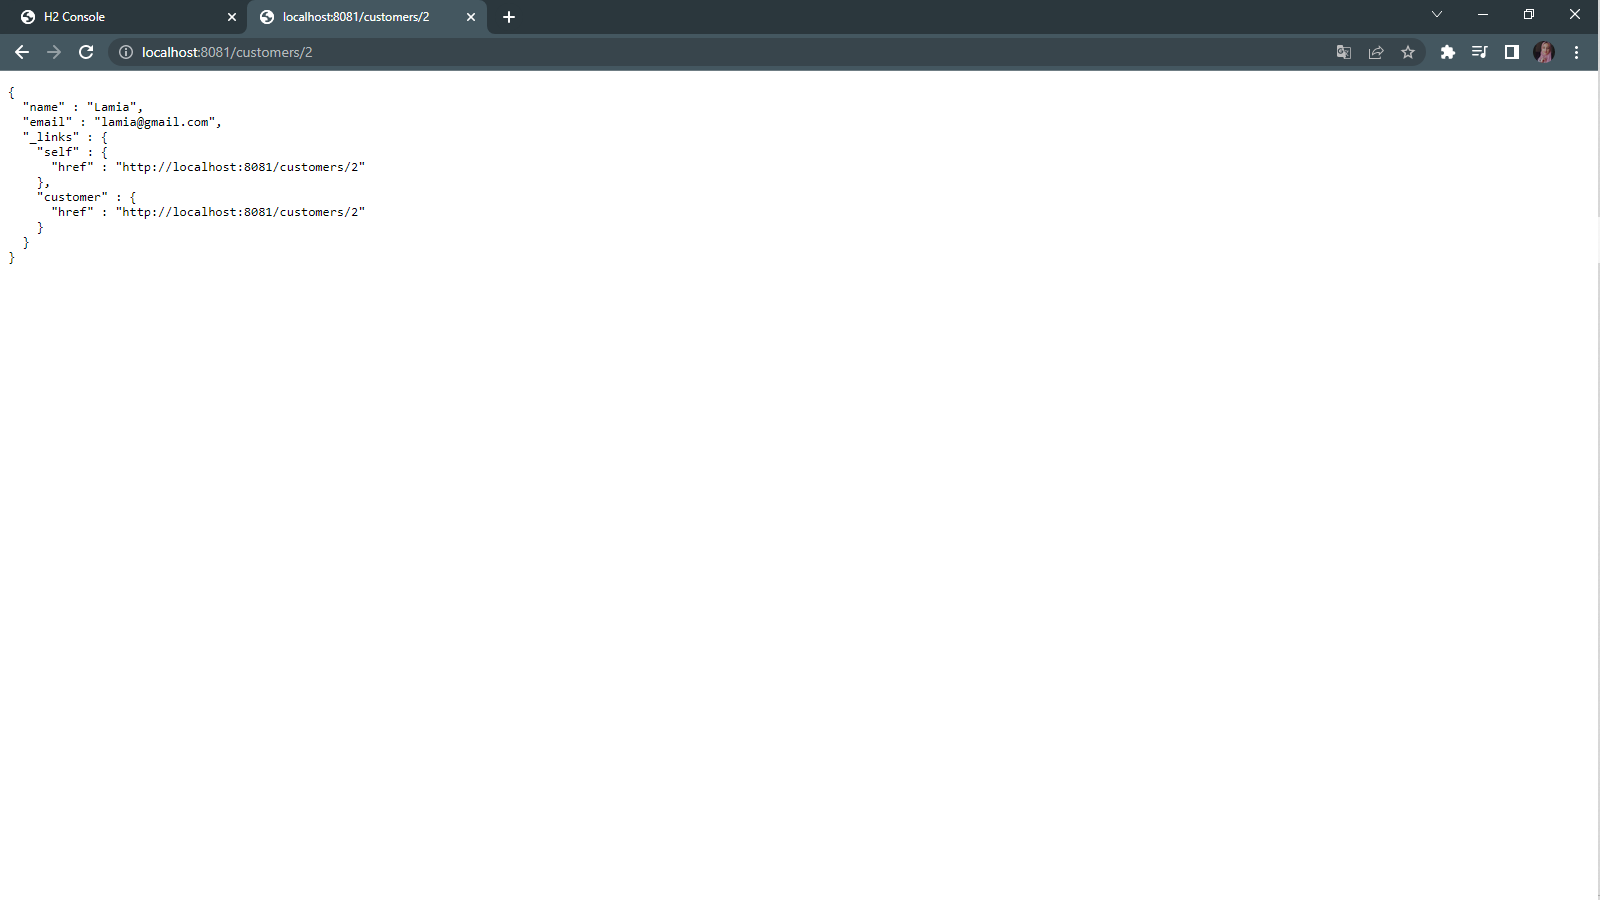 H2 Console
localhost:8081/customers/2
localhost:8081/customers/2
{
  "name" : "Lamia",
  "email" : "lamia@gmail.com",
  "_links" : {
    "self" : {
      "href" : "http://localhost:8081/customers/2"
    },
    "customer" : {
      "href" : "http://localhost:8081/customers/2"
    }
  }
}